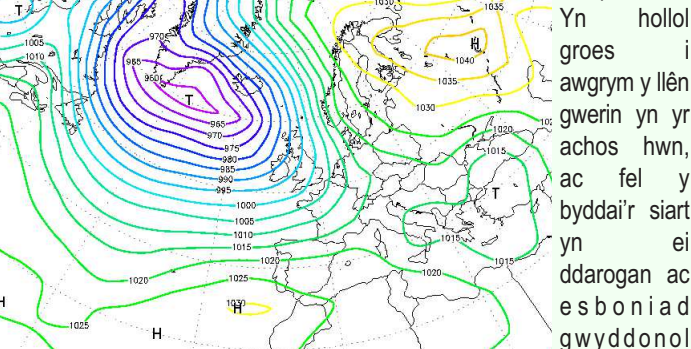 Yn hollol
groes i
awgrym y llên
gwerin yn yr
achos hwn,
ac fel y
byddai'r siart
yn ei
ddarogan ac
esboniad
gwyddonol
T
1005
1010
970
965
960
T
965
970
975
980
985
990
995
1000
1005
1010
1015
1020
1020
1025
1025
1030
H
H
H
1030
1035
H
1040
1035
1030
1020
1015
T
1015
1015
1020